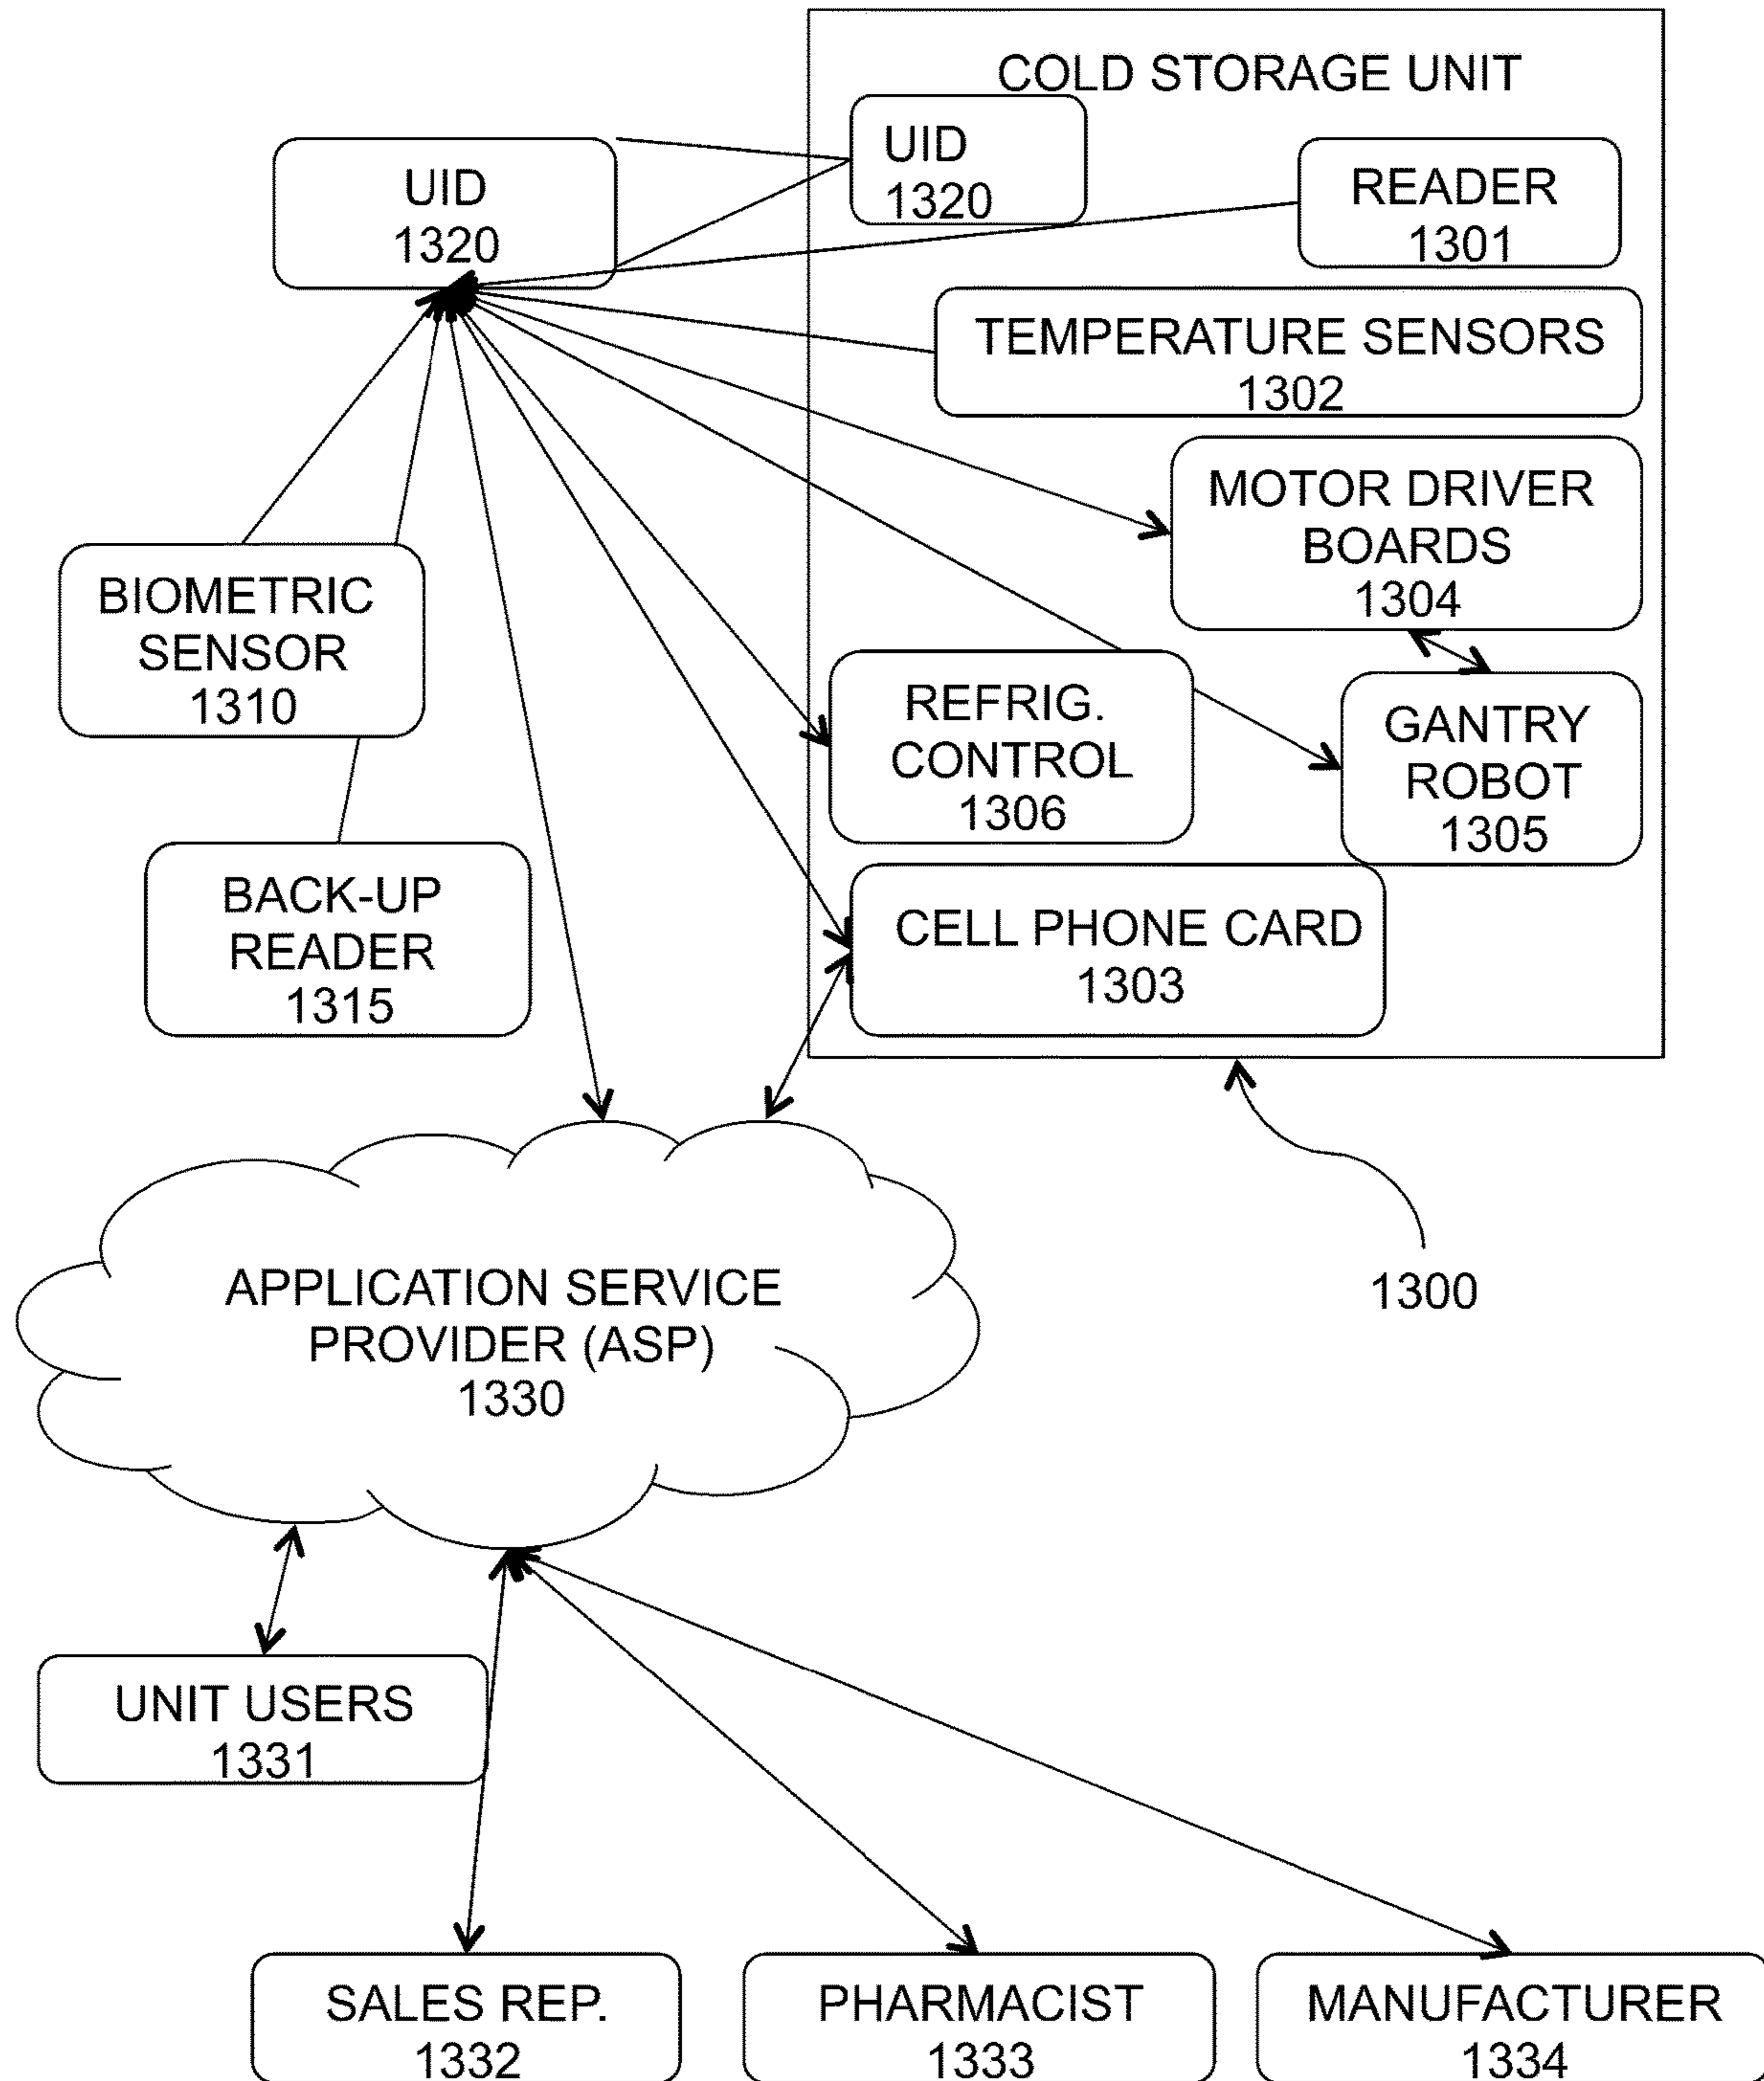 COLD STORAGE UNIT
UID
1320
UID
1320
READER
1301
TEMPERATURE SENSORS
1302
MOTOR DRIVER
BOARDS
1304
BIOMETRIC
SENSOR
1310
REFRIG.
CONTROL
1306
GANTRY
ROBOT
1305
BACK-UP
READER
1315
CELL PHONE CARD
1303
1300
APPLICATION SERVICE
PROVIDER (ASP)
1330
UNIT USERS
1331
SALES REP.
1332
PHARMACIST
1333
MANUFACTURER
1334